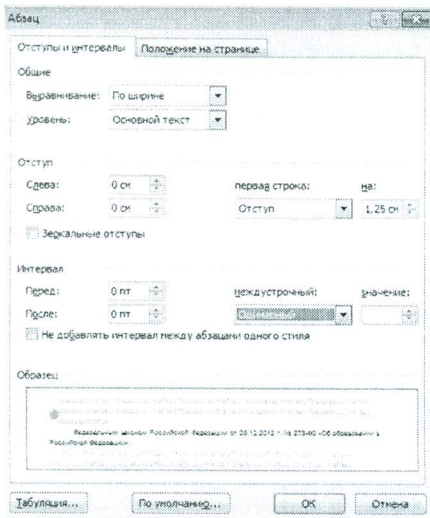 Абзац
Отступы и интервалы Положение на странице
Общие
Выравнивание: По ширине
Уровень: Основной текст
Отступ
Слева: 0 см первая строка: на:
Справа: 0 см Отступ 1,25 см
Зеркальные отступы
Интервал
Перед: 0 пт междустрочный: значение:
После: 0 пт
Не добавлять интервал между абзацами одного стиля
Образец
Федеральным законом Российской Федерации от 29.12.2012 г. № 273-ФЗ «Об образовании в
Российской Федерации»
Табуляция... По умолчанию... ОК Отмена